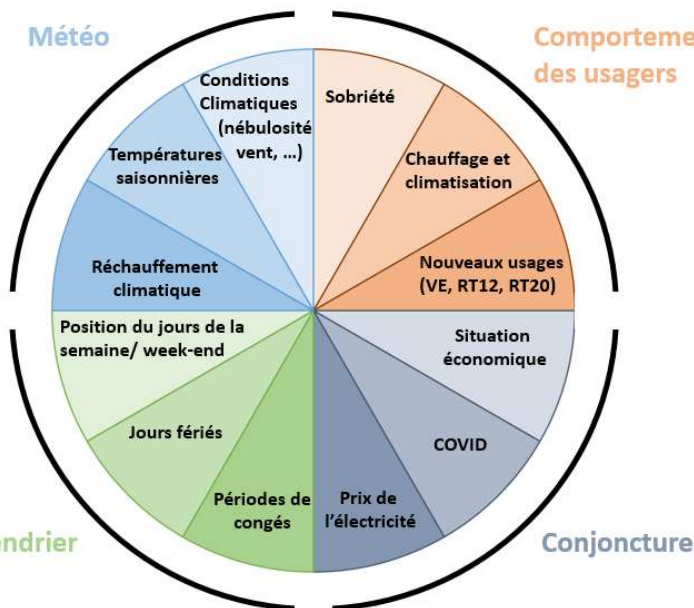 Météo
Conditions
Climatiques
(nébulosité
vent, ...)
Températures
saisonnières
Réchauffement
climatique
Comporteme
des usagers
Sobriété
Chauffage et
climatisation
Nouveaux usages
(VE, RT12, RT20)
Position du jours de la
semaine/ week-end
Jours fériés
Périodes de
congés
endrier
Situation
économique
COVID
Prix de
l'électricité
Conjoncture